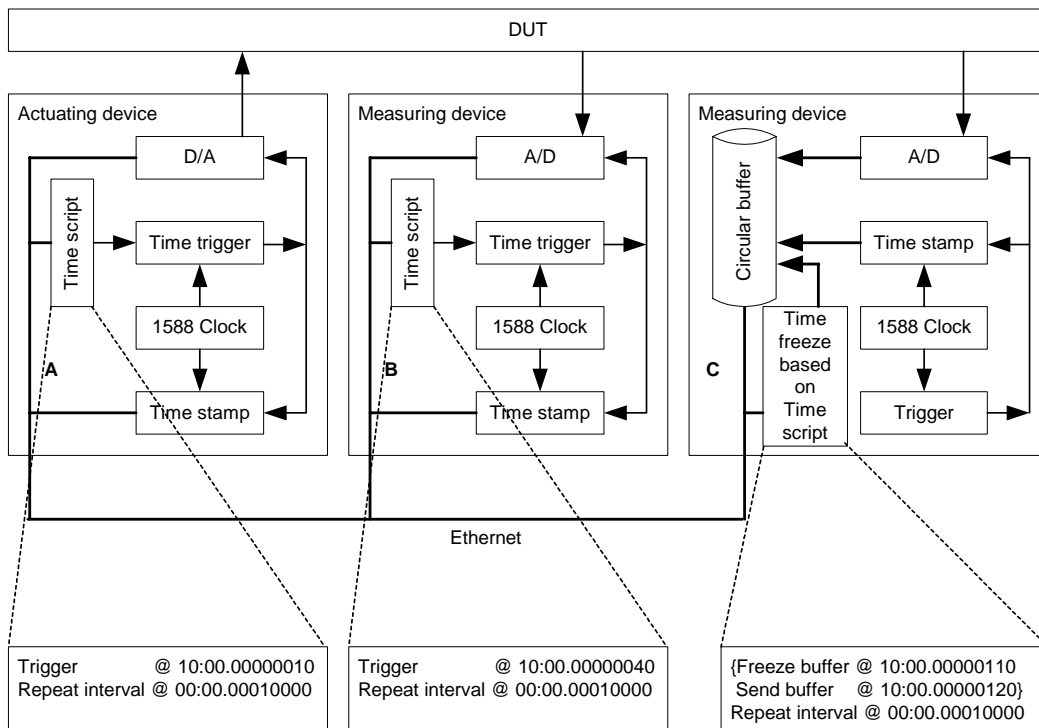 DUT
Actuating device
D/A
Time script
Time trigger
1588 Clock
A
Time stamp
Measuring device
A/D
Time script
Time trigger
1588 Clock
B
Time stamp
Measuring device
Circular buffer
A/D
Time stamp
1588 Clock
C
Time
freeze
based
on
Time
script
Trigger
Ethernet
Trigger @ 10:00.00000010
Repeat interval @ 00:00.00010000
Trigger @ 10:00.00000040
Repeat interval @ 00:00.00010000
{Freeze buffer @ 10:00.00000110
Send buffer @ 10:00.00000120}
Repeat interval @ 00:00.00010000